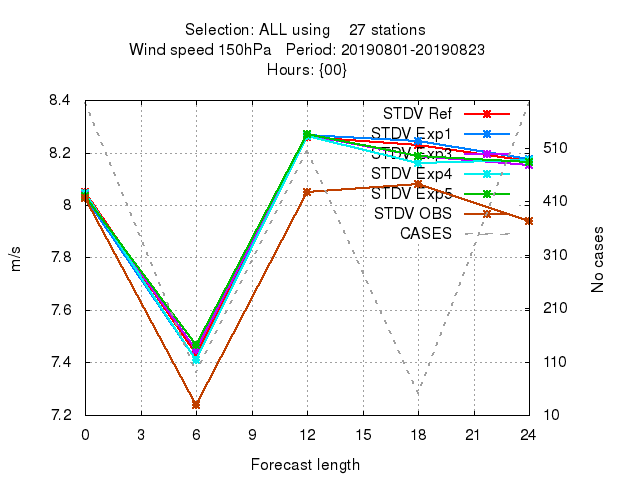 Selection: ALL using    27 stations
Wind speed 150hPa   Period: 20190801-20190823
Hours: {00}
8.4
8.2
8
7.8
7.6
7.4
7.2
m/s
STDV Ref
STDV Exp1
STDV Exp3
STDV Exp4
STDV Exp5
STDV OBS
CASES
510
410
310
210
110
10
No cases
0 3 6 9 12 15 18 21 24
Forecast length